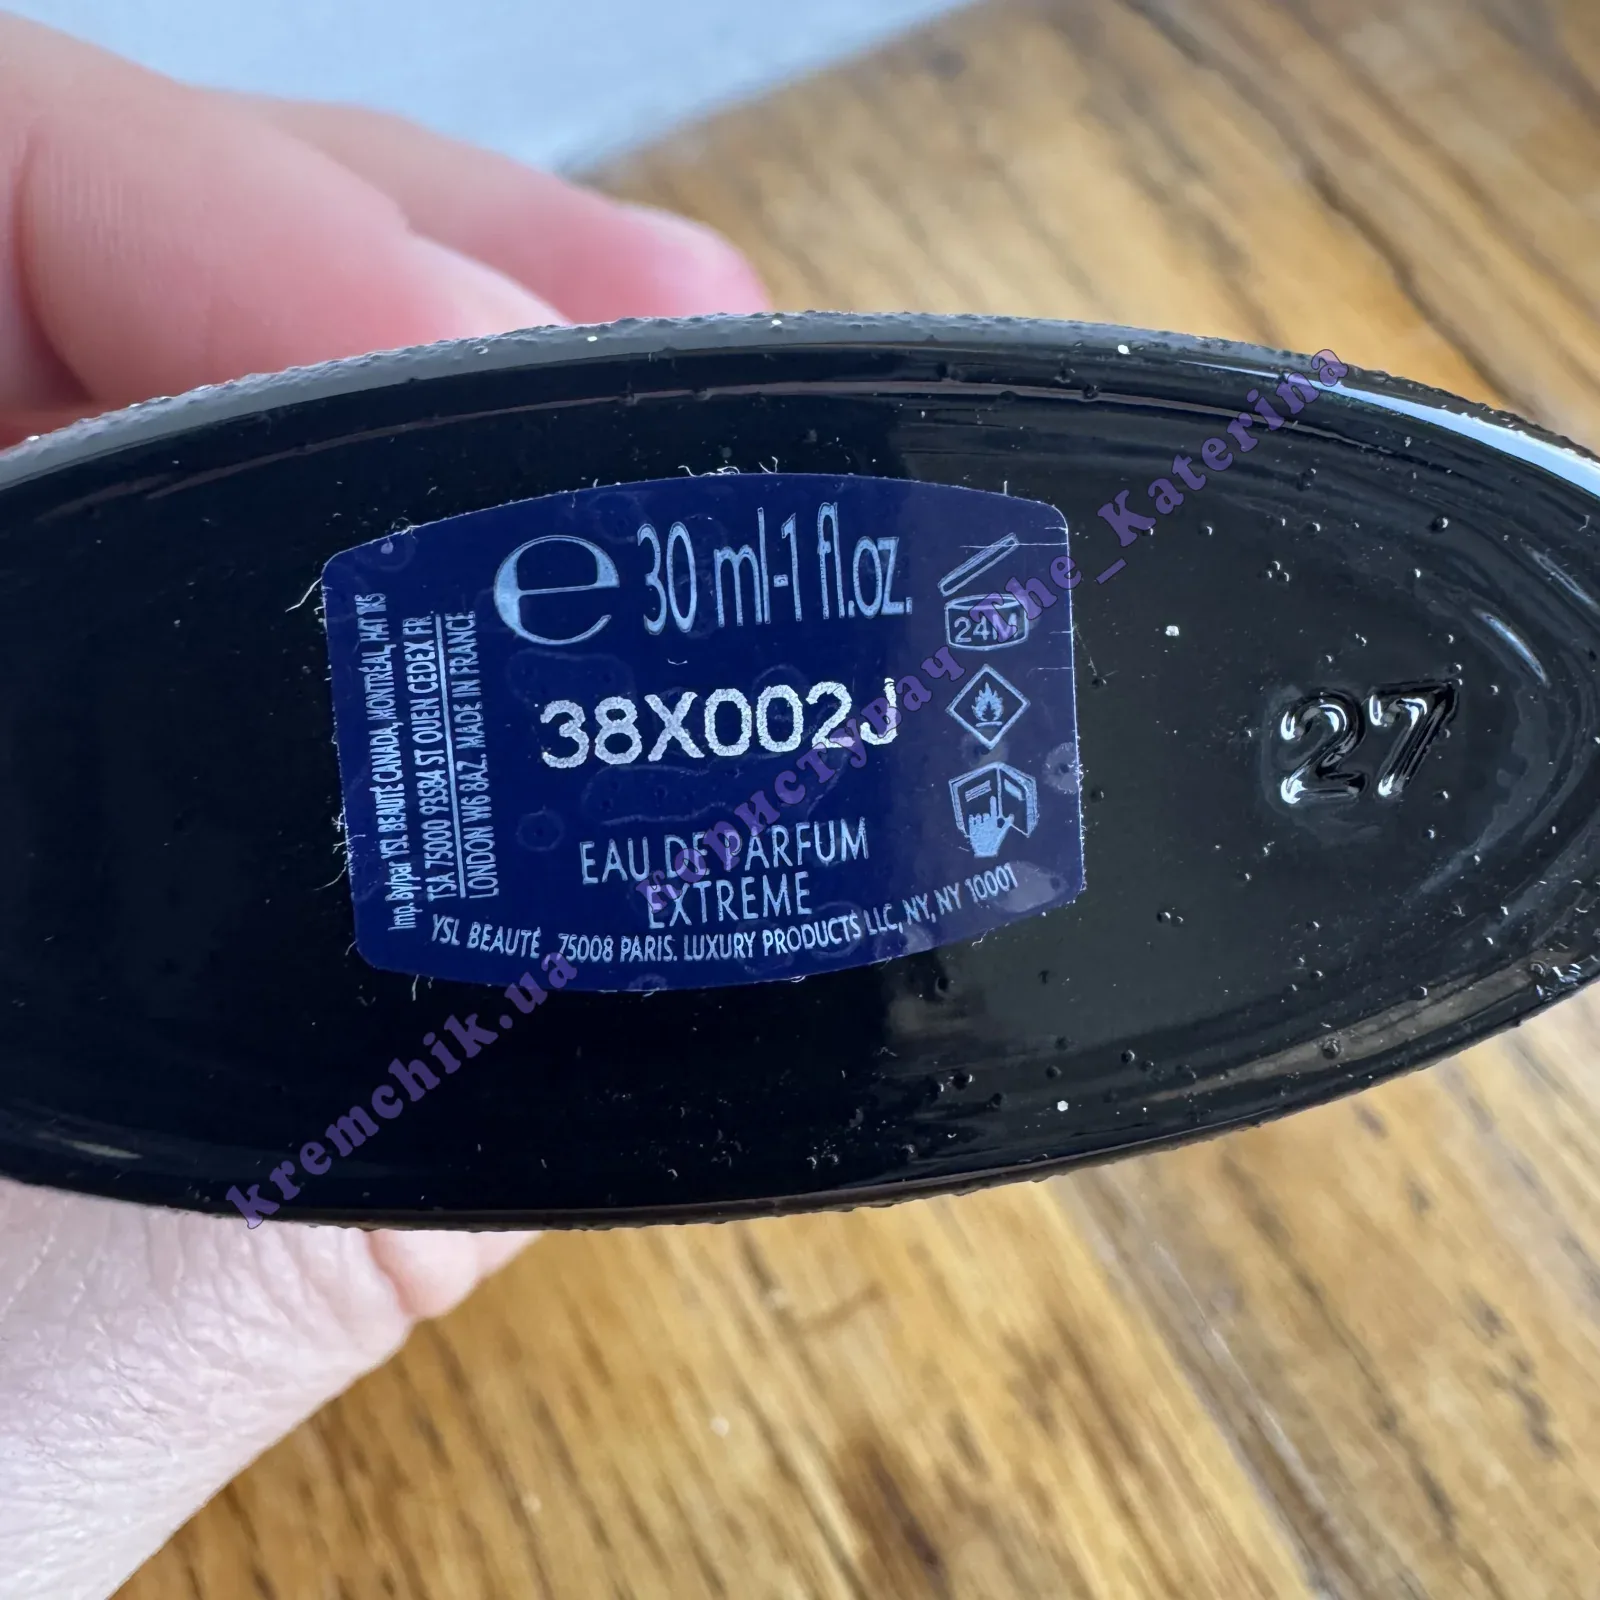 e 30 ml-1 fl.oz.
24M
38X002J
EAU DE PARFUM
EXTREME
YSL BEAUTÉ 75008 PARIS. LUXURY PRODUCTS LLC, NY, NY 10001
Imp. By/par YSL BEAUTÉ CANADA, MONTRÉAL, H4T 1K5
TSA 75000 93584 ST OUEN CEDEX FR.
LONDON W6 8AZ. MADE IN FRANCE
27
kremchik.ua користувач The_Katerina